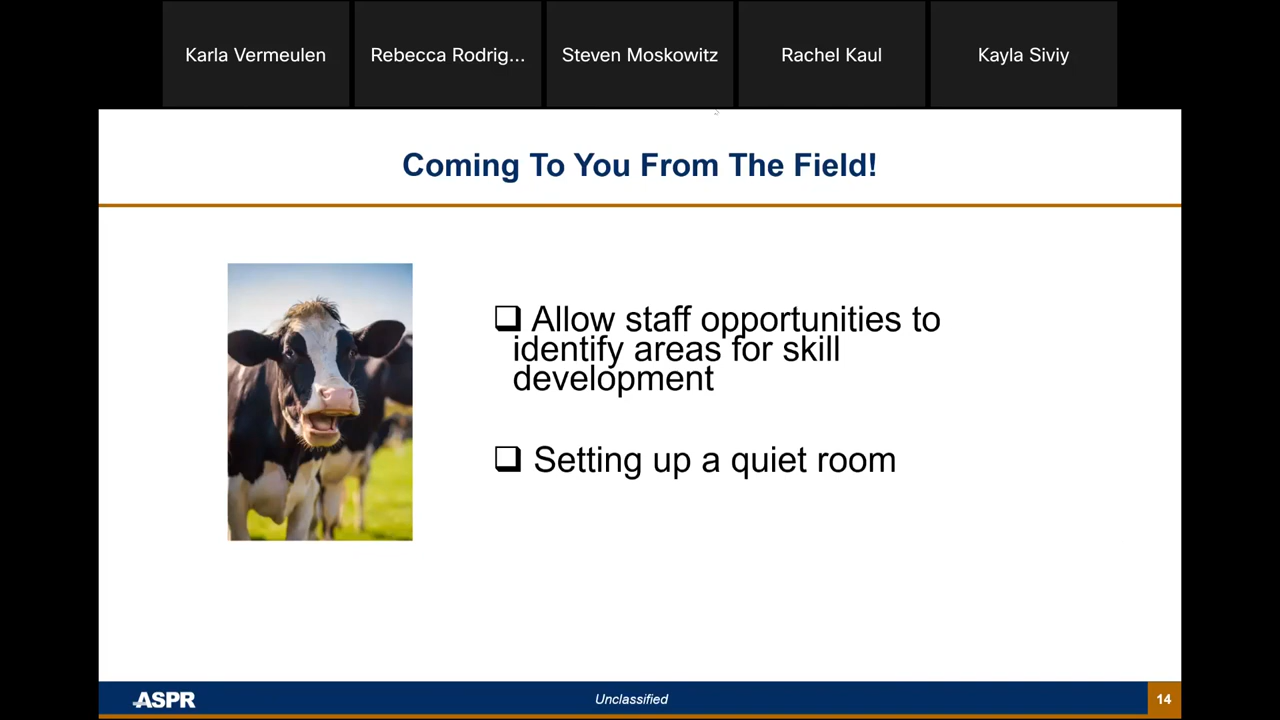 Karla Vermeulen
Rebecca Rodrig...
Steven Moskowitz
Rachel Kaul
Kayla Siviy
Coming To You From The Field!
Allow staff opportunities to
identify areas for skill
development
Setting up a quiet room
ASPR
Unclassified
14